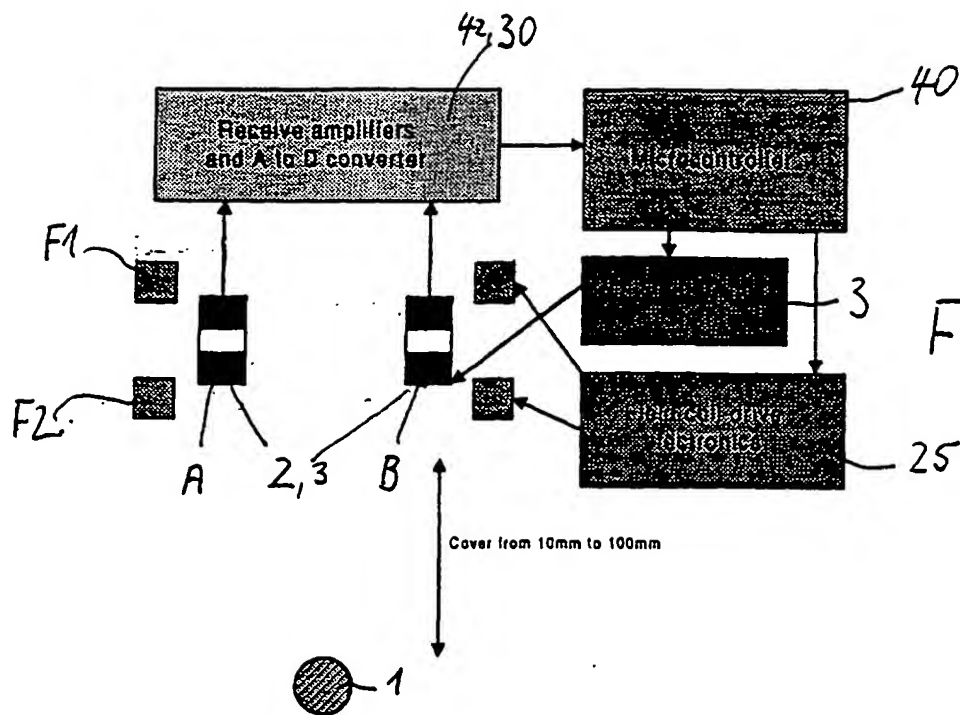 42,30
40
Receive amplifiers
and A to D converter
Microcontroller
F1
3
F
F2
25
A
2,3
B
Cover from 10mm to 100mm
1